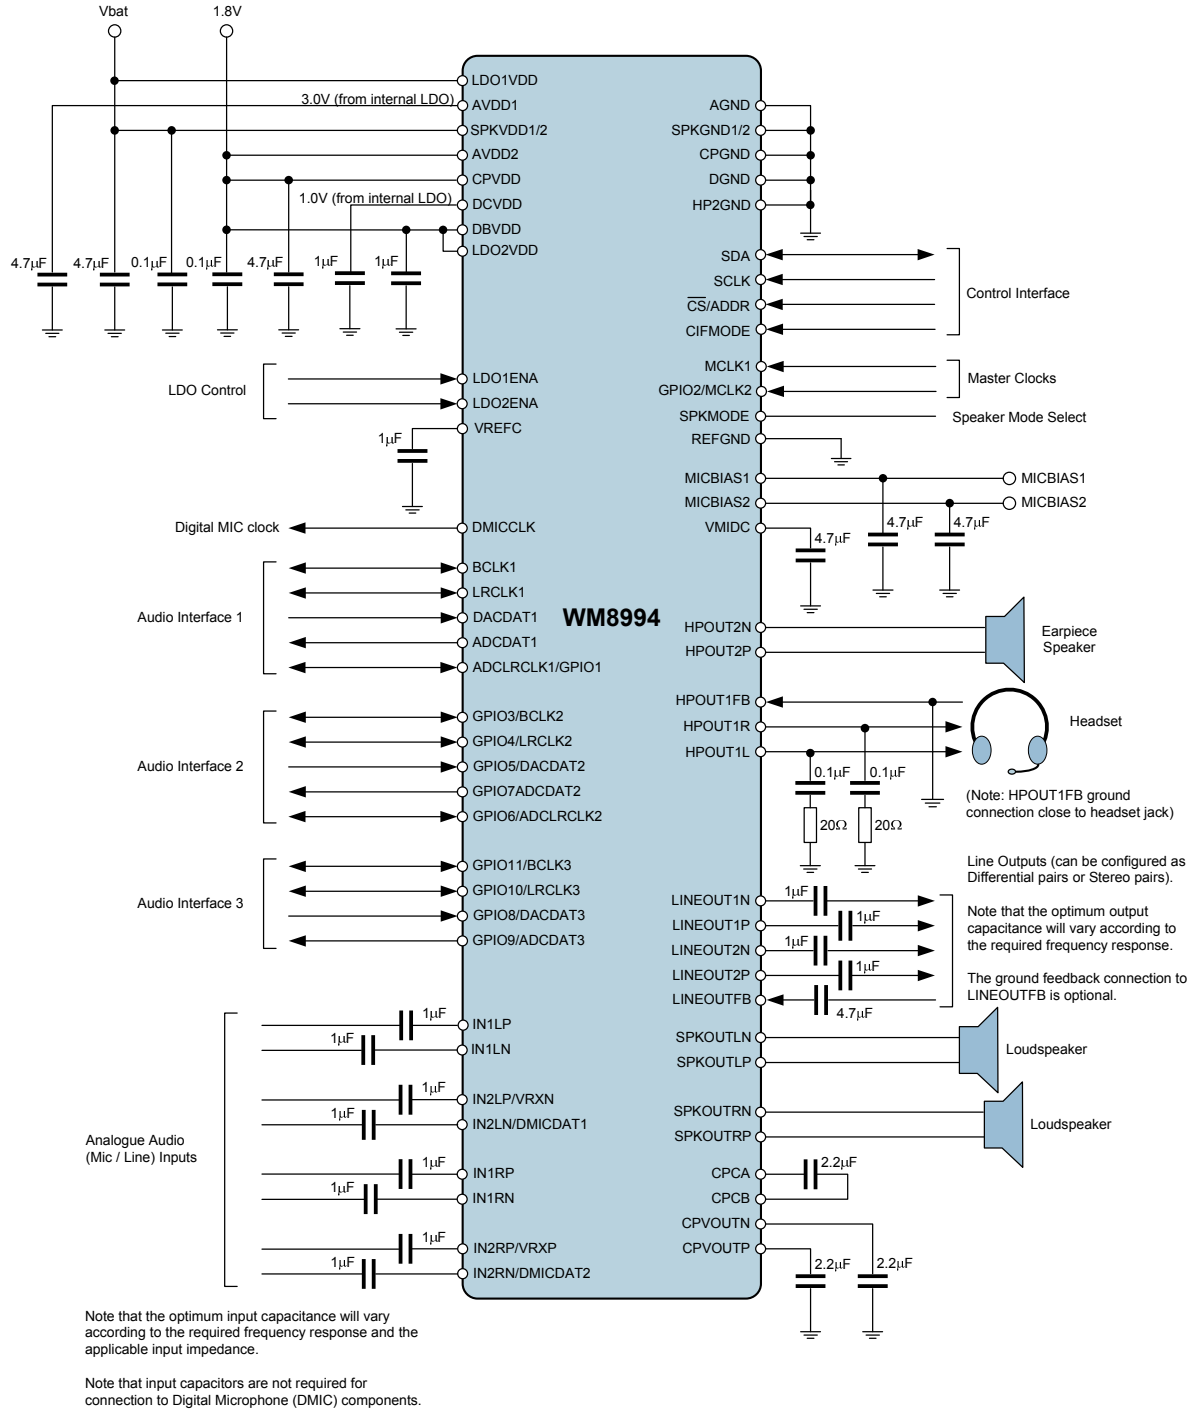 Vbat
1.8V
LDO1VDD
3.0V (from internal LDO)
AVDD1
SPKVDD1/2
AVDD2
CPVDD
1.0V (from internal LDO)
DCVDD
DBVDD
LDO2VDD
4.7µF
4.7µF
0.1µF
0.1µF
4.7µF
1µF
1µF
LDO Control
LDO1ENA
LDO2ENA
VREFC
1µF
Digital MIC clock
DMICCLK
Audio Interface 1
BCLK1
LRCLK1
DACDAT1
ADCDAT1
ADCLRCLK1/GPIO1
Audio Interface 2
GPIO3/BCLK2
GPIO4/LRCLK2
GPIO5/DACDAT2
GPIO7ADCDAT2
GPIO6/ADCLRCLK2
Audio Interface 3
GPIO11/BCLK3
GPIO10/LRCLK3
GPIO8/DACDAT3
GPIO9/ADCDAT3
Analogue Audio
(Mic / Line) Inputs
1µF
IN1LP
1µF
IN1LN
1µF
IN2LP/VRXN
1µF
IN2LN/DMICDAT1
1µF
IN1RP
1µF
IN1RN
1µF
IN2RP/VRXP
1µF
IN2RN/DMICDAT2
Note that the optimum input capacitance will vary
according to the required frequency response and the
applicable input impedance.
Note that input capacitors are not required for
connection to Digital Microphone (DMIC) components.
WM8994
AGND
SPKGND1/2
CPGND
DGND
HP2GND
SDA
SCLK
CS/ADDR
CIFMODE
Control Interface
MCLK1
GPIO2/MCLK2
Master Clocks
SPKMODE
Speaker Mode Select
REFGND
MICBIAS1
MICBIAS1
MICBIAS2
MICBIAS2
VMIDC
4.7µF
4.7µF
4.7µF
HPOUT2N
HPOUT2P
Earpiece
Speaker
HPOUT1FB
HPOUT1R
HPOUT1L
Headset
0.1µF
0.1µF
20Ω
20Ω
(Note: HPOUT1FB ground
connection close to headset jack)
Line Outputs (can be configured as
Differential pairs or Stereo pairs).
Note that the optimum output
capacitance will vary according to
the required frequency response.
The ground feedback connection to
LINEOUTFB is optional.
LINEOUT1N
1µF
LINEOUT1P
1µF
LINEOUT2N
1µF
LINEOUT2P
1µF
LINEOUTFB
4.7µF
SPKOUTLN
SPKOUTLP
Loudspeaker
SPKOUTRN
SPKOUTRP
Loudspeaker
CPCA
2.2µF
CPCB
CPVOUTN
CPVOUTP
2.2µF
2.2µF